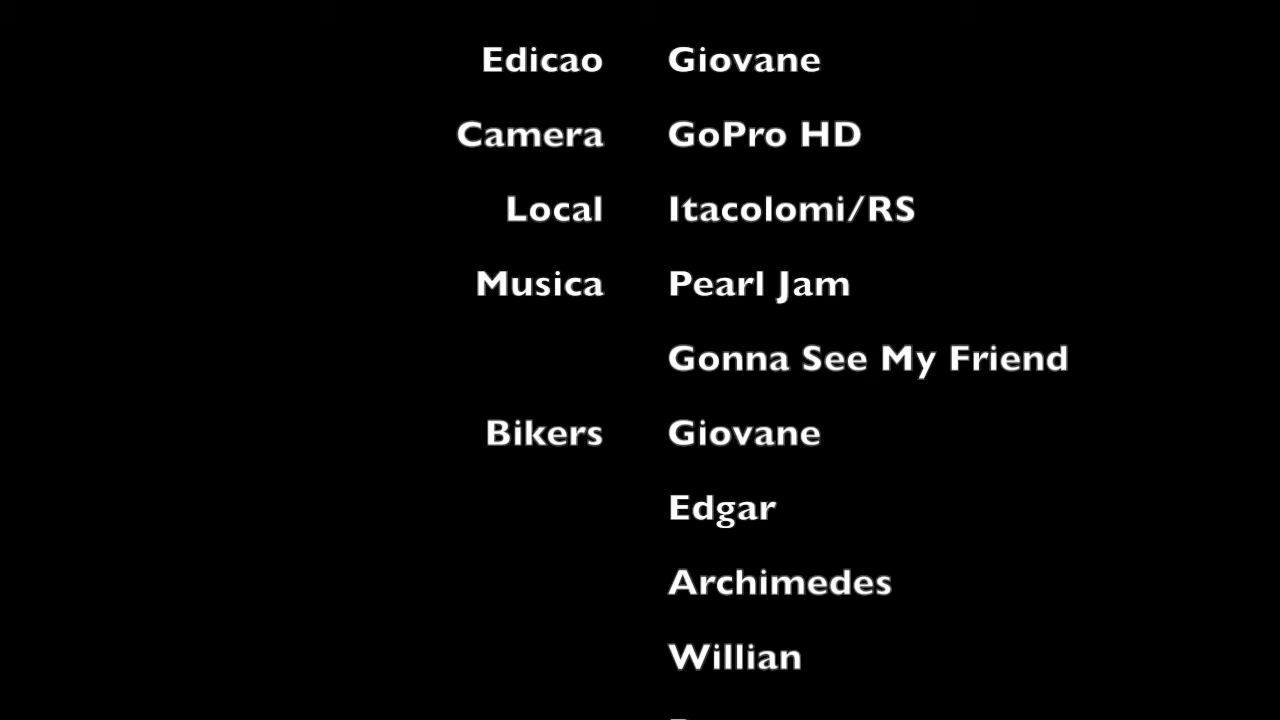 Edicao Giovane
Camera GoPro HD
Local Itacolomi/RS
Musica Pearl Jam
Gonna See My Friend
Bikers Giovane
Edgar
Archimedes
Willian